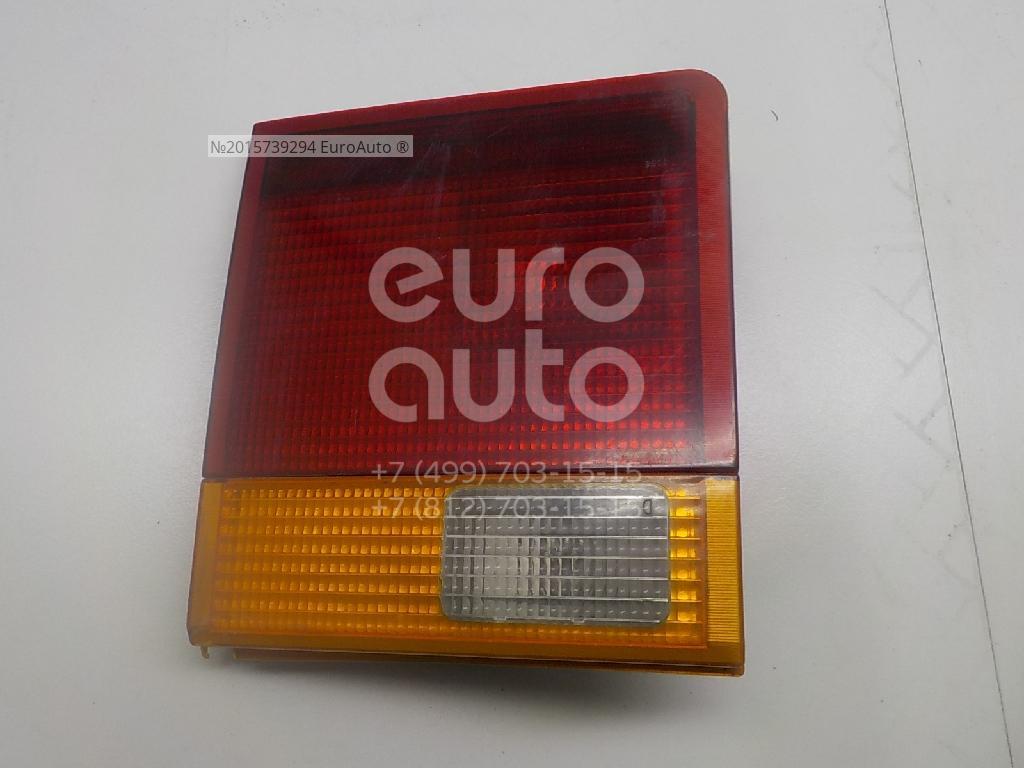 №2015739294 EuroAuto ®
euro
auto
+7 (499) 703-15-15
+7 (812) 703-15-15